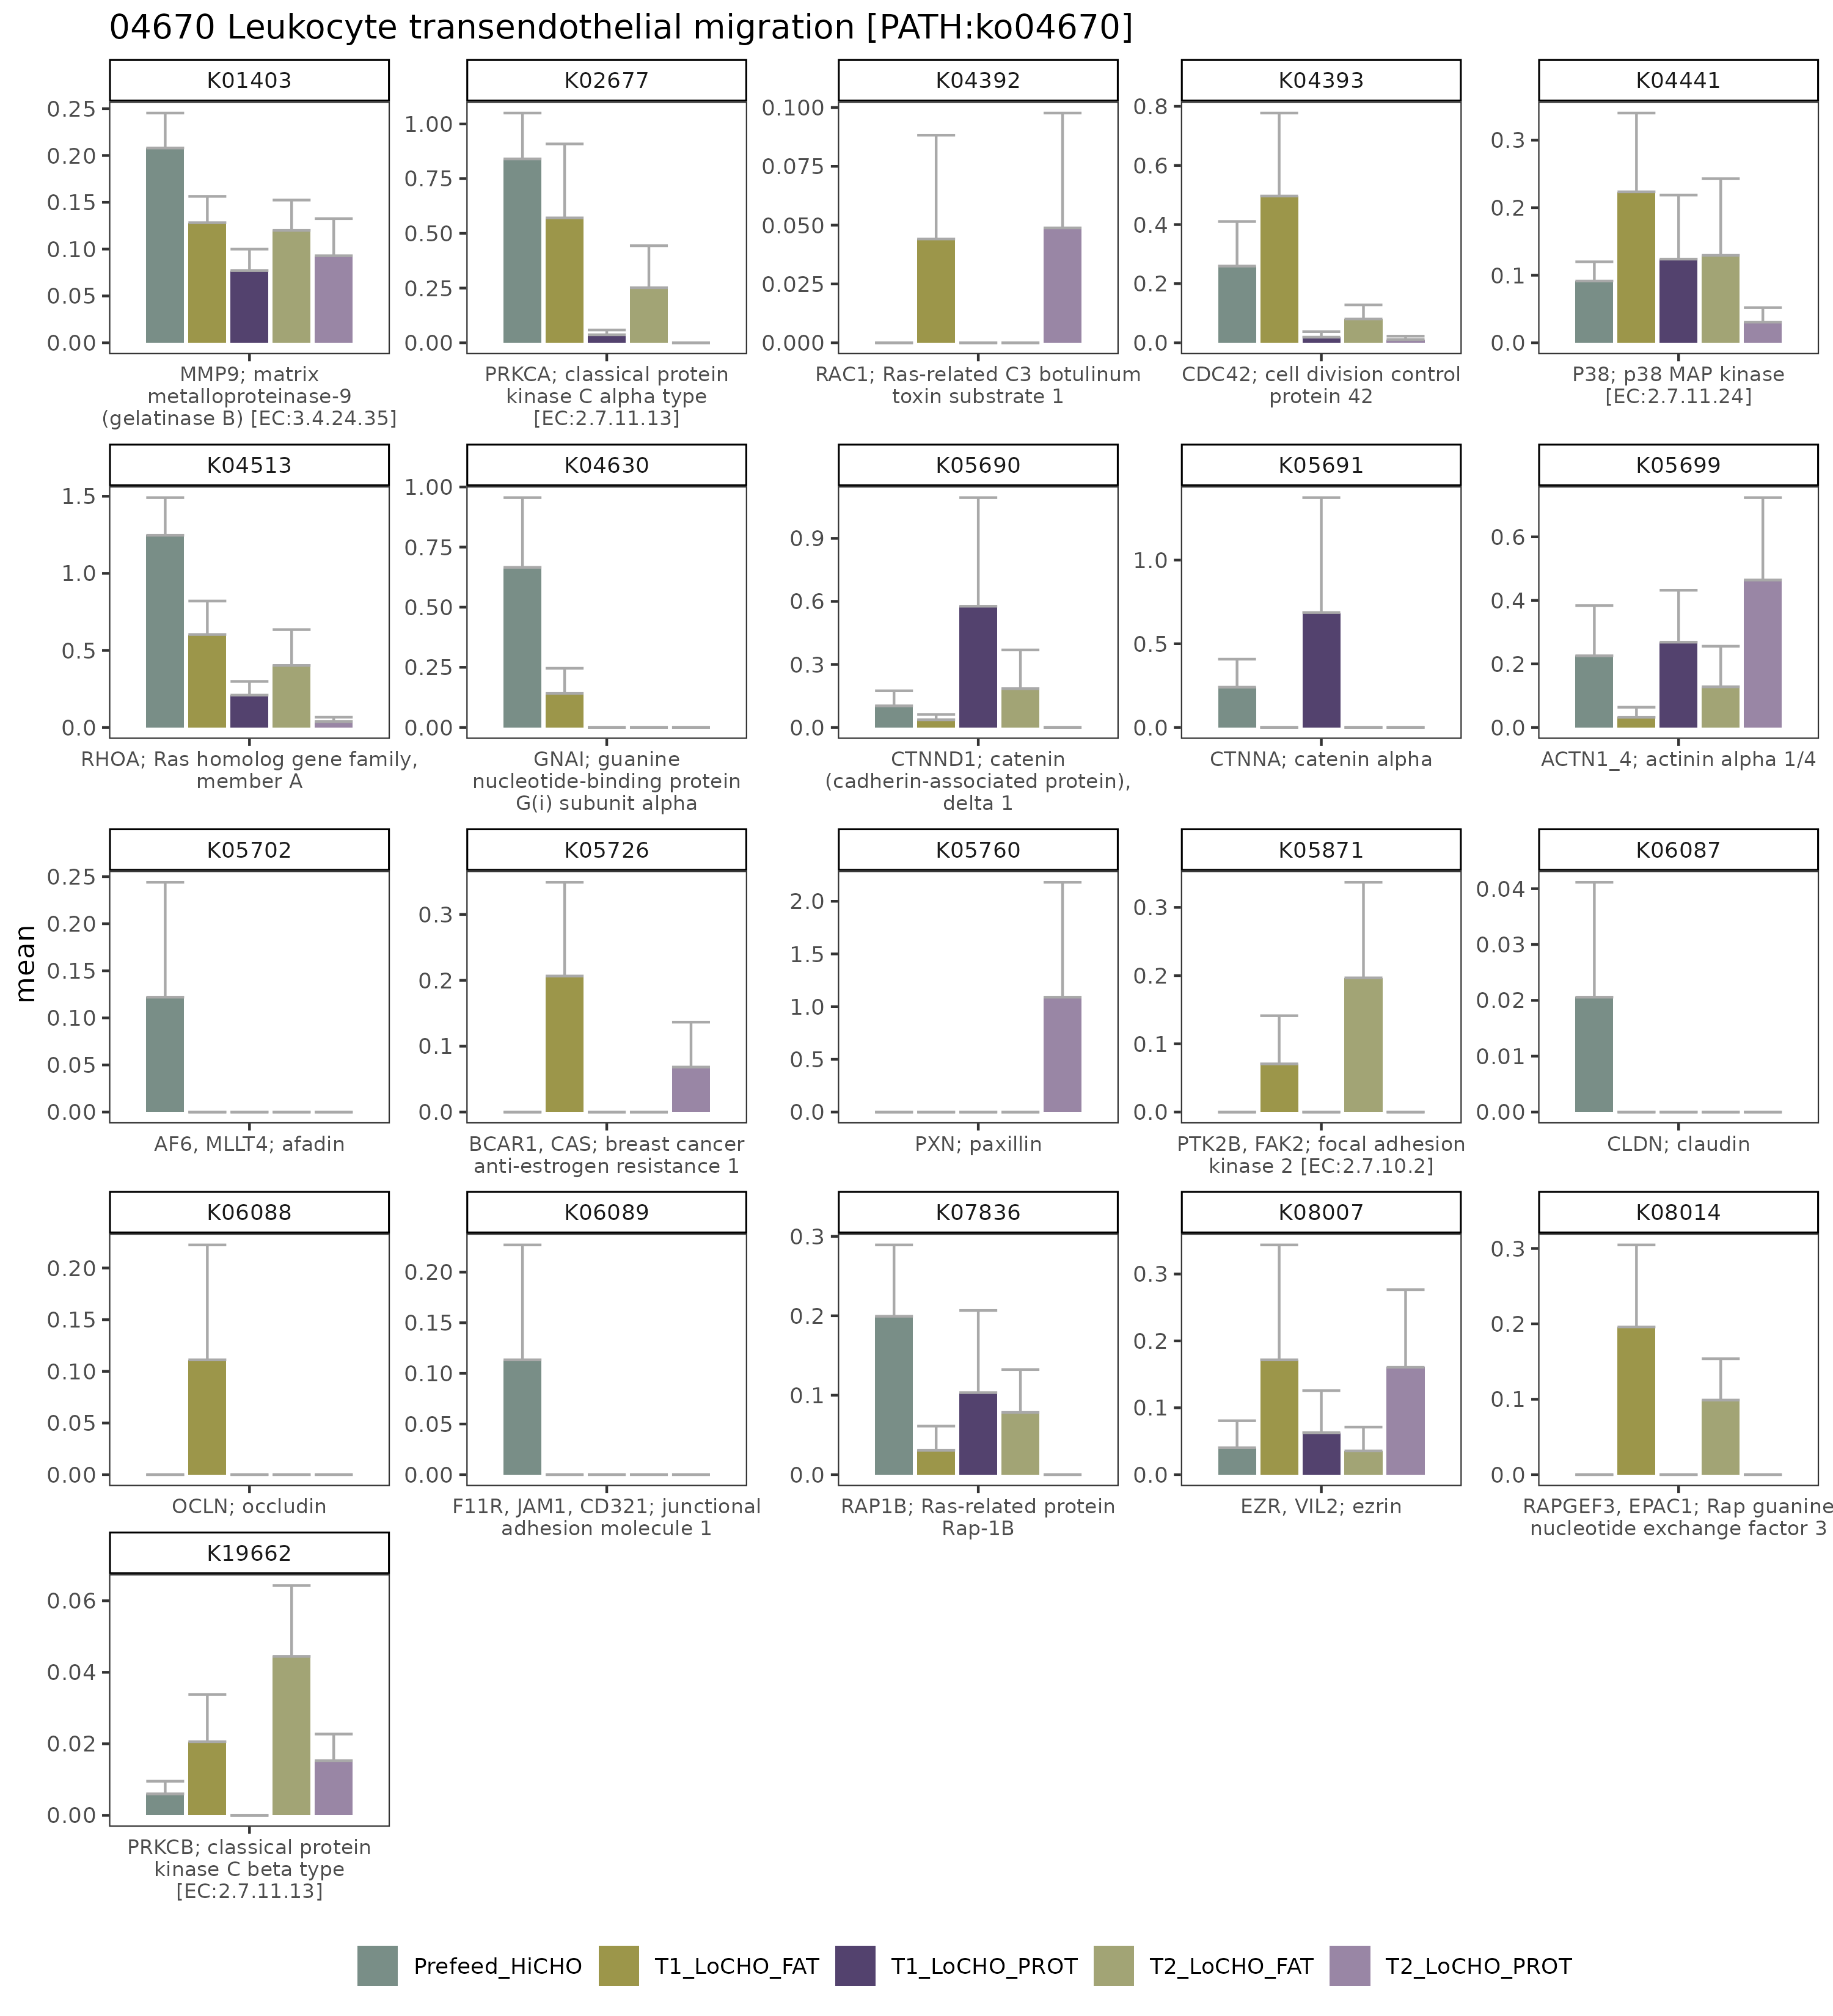 04670 Leukocyte transendothelial migration [PATH:ko04670]
K01403
K02677
K04392
K04393
K04441
0.25
0.20
0.15
0.10
0.05
0.00
1.00
0.75
0.50
0.25
0.00
0.100
0.075
0.050
0.025
0.000
0.8
0.6
0.4
0.2
0.0
0.3
0.2
0.1
0.0
MMP9; matrix
metalloproteinase-9
(gelatinase B) [EC:3.4.24.35]
PRKCA; classical protein
kinase C alpha type
[EC:2.7.11.13]
RAC1; Ras-related C3 botulinum
toxin substrate 1
CDC42; cell division control
protein 42
P38; p38 MAP kinase
[EC:2.7.11.24]
K04513
K04630
K05690
K05691
K05699
1.5
1.0
0.5
0.0
1.00
0.75
0.50
0.25
0.00
0.9
0.6
0.3
0.0
1.0
0.5
0.0
0.6
0.4
0.2
0.0
RHOA; Ras homolog gene family,
member A
GNAI; guanine
nucleotide-binding protein
G(i) subunit alpha
CTNND1; catenin
(cadherin-associated protein),
delta 1
CTNNA; catenin alpha
ACTN1_4; actinin alpha 1/4
mean
K05702
K05726
K05760
K05871
K06087
0.25
0.20
0.15
0.10
0.05
0.00
0.3
0.2
0.1
0.0
2.0
1.5
1.0
0.5
0.0
0.3
0.2
0.1
0.0
0.04
0.03
0.02
0.01
0.00
AF6, MLLT4; afadin
BCAR1, CAS; breast cancer
anti-estrogen resistance 1
PXN; paxillin
PTK2B, FAK2; focal adhesion
kinase 2 [EC:2.7.10.2]
CLDN; claudin
K06088
K06089
K07836
K08007
K08014
0.20
0.15
0.10
0.05
0.00
0.20
0.15
0.10
0.05
0.00
0.3
0.2
0.1
0.0
0.3
0.2
0.1
0.0
0.3
0.2
0.1
0.0
OCLN; occludin
F11R, JAM1, CD321; junctional
adhesion molecule 1
RAP1B; Ras-related protein
Rap-1B
EZR, VIL2; ezrin
RAPGEF3, EPAC1; Rap guanine
nucleotide exchange factor 3
K19662
0.06
0.04
0.02
0.00
PRKCB; classical protein
kinase C beta type
[EC:2.7.11.13]
Prefeed_HiCHO
T1_LoCHO_FAT
T1_LoCHO_PROT
T2_LoCHO_FAT
T2_LoCHO_PROT